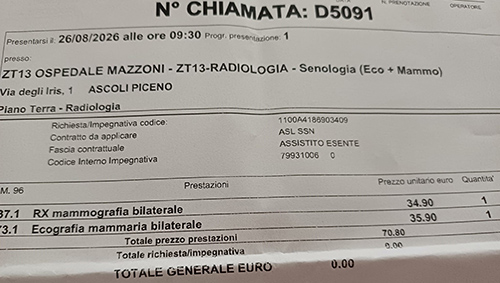 N° CHIAMATA: D5091
N. PRENOTAZIONE
OPERATORE
Presentarsi il: 26/08/2026 alle ore 09:30 Progr. presentazione: 1
presso:
ZT13 OSPEDALE MAZZONI - ZT13-RADIOLOGIA - Senologia (Eco + Mammo)
Via degli Iris, 1 ASCOLI PICENO
Piano Terra - Radiologia
Richiesta/Impegnativa codice: 1100A4186903409
Contratto da applicare ASL SSN
Fascia contrattuale ASSISTITO ESENTE
Codice Interno Impegnativa 79931006 0
M. 96 Prestazioni Prezzo unitario euro Quantita'
37.1 RX mammografia bilaterale 34.90 1
73.1 Ecografia mammaria bilaterale 35.90 1
Totale prezzo prestazioni 70.80
Totale richiesta/impegnativa 0.00
TOTALE GENERALE EURO 0.00